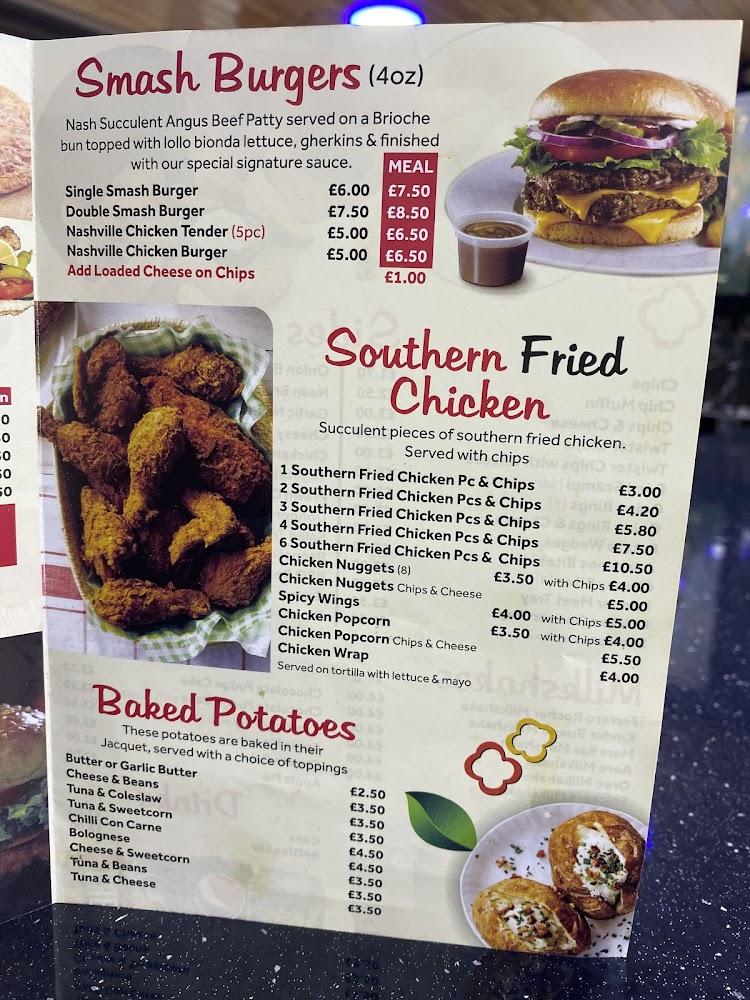 Smash Burgers (4oz)
Nash Succulent Angus Beef Patty served on a Brioche
bun topped with lollo bionda lettuce, gherkins & finished
with our special signature sauce.
MEAL
Single Smash Burger £6.00 £7.50
Double Smash Burger £7.50 £8.50
Nashville Chicken Tender (5pc) £5.00 £6.50
Nashville Chicken Burger £5.00 £6.50
Add Loaded Cheese on Chips £1.00
Southern Fried
Chicken
Succulent pieces of southern fried chicken.
Served with chips
1 Southern Fried Chicken Pc & Chips £3.00
2 Southern Fried Chicken Pcs & Chips £4.20
3 Southern Fried Chicken Pcs & Chips £5.80
4 Southern Fried Chicken Pcs & Chips £7.50
6 Southern Fried Chicken Pcs & Chips £10.50
Chicken Nuggets (8) £3.50 with Chips £4.00
Chicken Nuggets Chips & Cheese £5.00
Spicy Wings £4.00 with Chips £5.00
Chicken Popcorn £3.50 with Chips £4.00
Chicken Popcorn Chips & Cheese £5.50
Chicken Wrap £4.00
Served on tortilla with lettuce & mayo
Baked Potatoes
These potatoes are baked in their
Jacquet, served with a choice of toppings
Butter or Garlic Butter £2.50
Cheese & Beans £3.50
Tuna & Coleslaw £3.50
Tuna & Sweetcorn £3.50
Chilli Con Carne £4.50
Bolognese £4.50
Cheese & Sweetcorn £3.50
Tuna & Beans £3.50
Tuna & Cheese £3.50